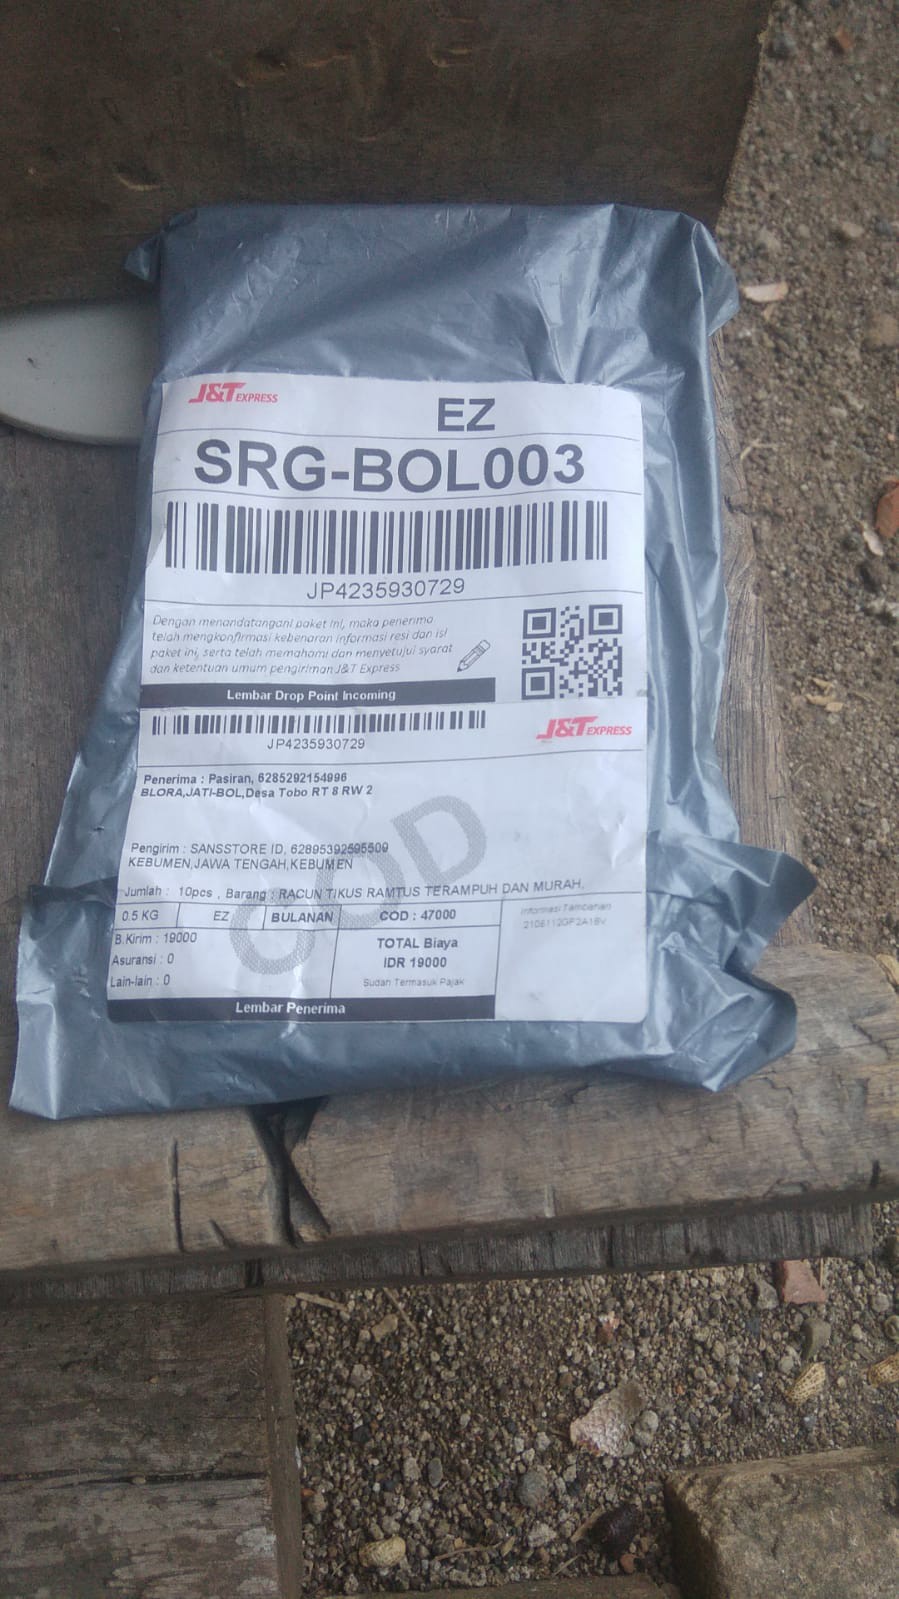 J&T EXPRESS
EZ
SRG-BOL003
JP4235930729
Dengan menandatangani paket ini, maka penerima
telah mengkonfirmasi kebenaran informasi resi dan isi
paket ini, serta telah memahami dan menyetujui syarat
dan ketentuan umum pengiriman J&T Express
Lembar Drop Point Incoming
JP4235930729
J&T EXPRESS
Penerima : Pasiran, 6285292154996
BLORA,JATI-BOL,Desa Tobo RT 8 RW 2
COD
Pengirim : SANSSTORE ID, 62895392595509
KEBUMEN,JAWA TENGAH,KEBUMEN
Jumlah : 10pcs , Barang : RACUN TIKUS RAMTUS TERAMPUH DAN MURAH.
0.5 KG EZ BULANAN COD : 47000
Informasi Tambahan
2106112GF2A1BV
B.Kirim : 19000
Asuransi : 0
Lain-lain : 0
TOTAL Biaya
IDR 19000
Sudah Termasuk Pajak
Lembar Penerima